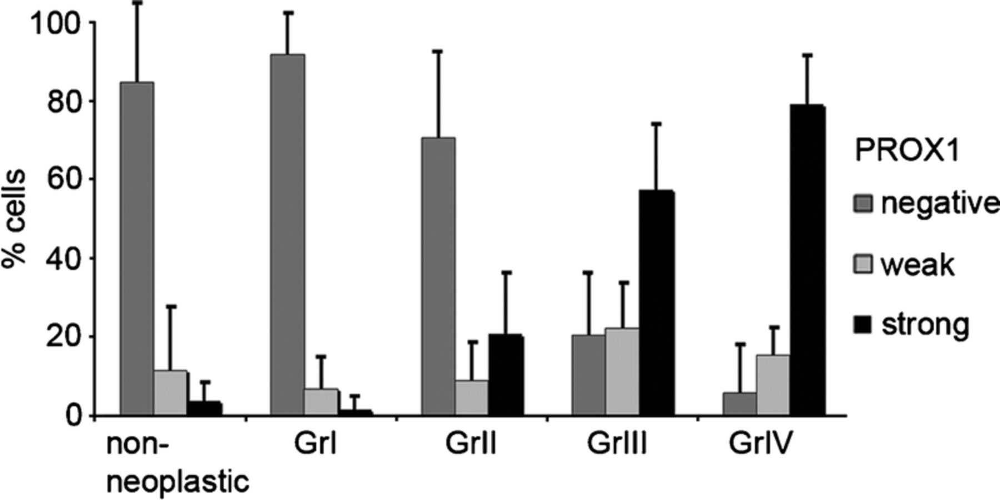 100
80
60
40
20
0
% cells
non-
neoplastic
GrI
GrII
GrIII
GrIV
PROX1
negative
weak
strong